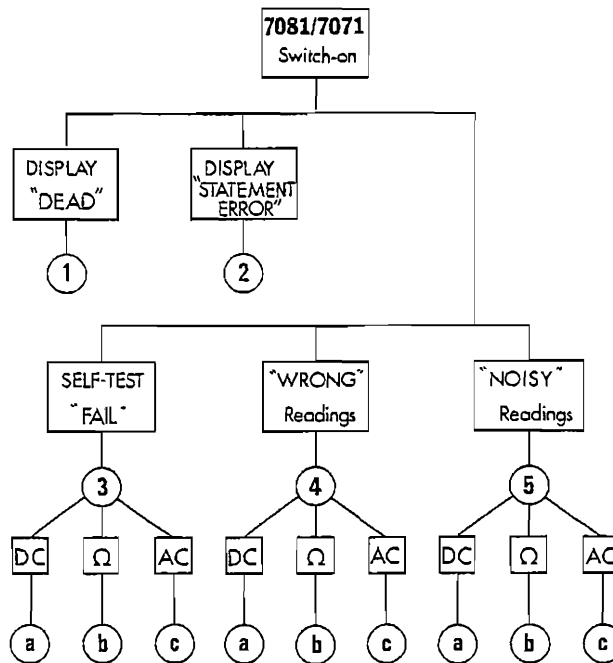 7081/7071
Switch-on
DISPLAY
"DEAD"
DISPLAY
"STATEMENT
ERROR"
1
2
SELF-TEST
"FAIL"
"WRONG"
Readings
"NOISY"
Readings
3
4
5
DC
Ω
AC
DC
Ω
AC
DC
Ω
AC
a
b
c
a
b
c
a
b
c